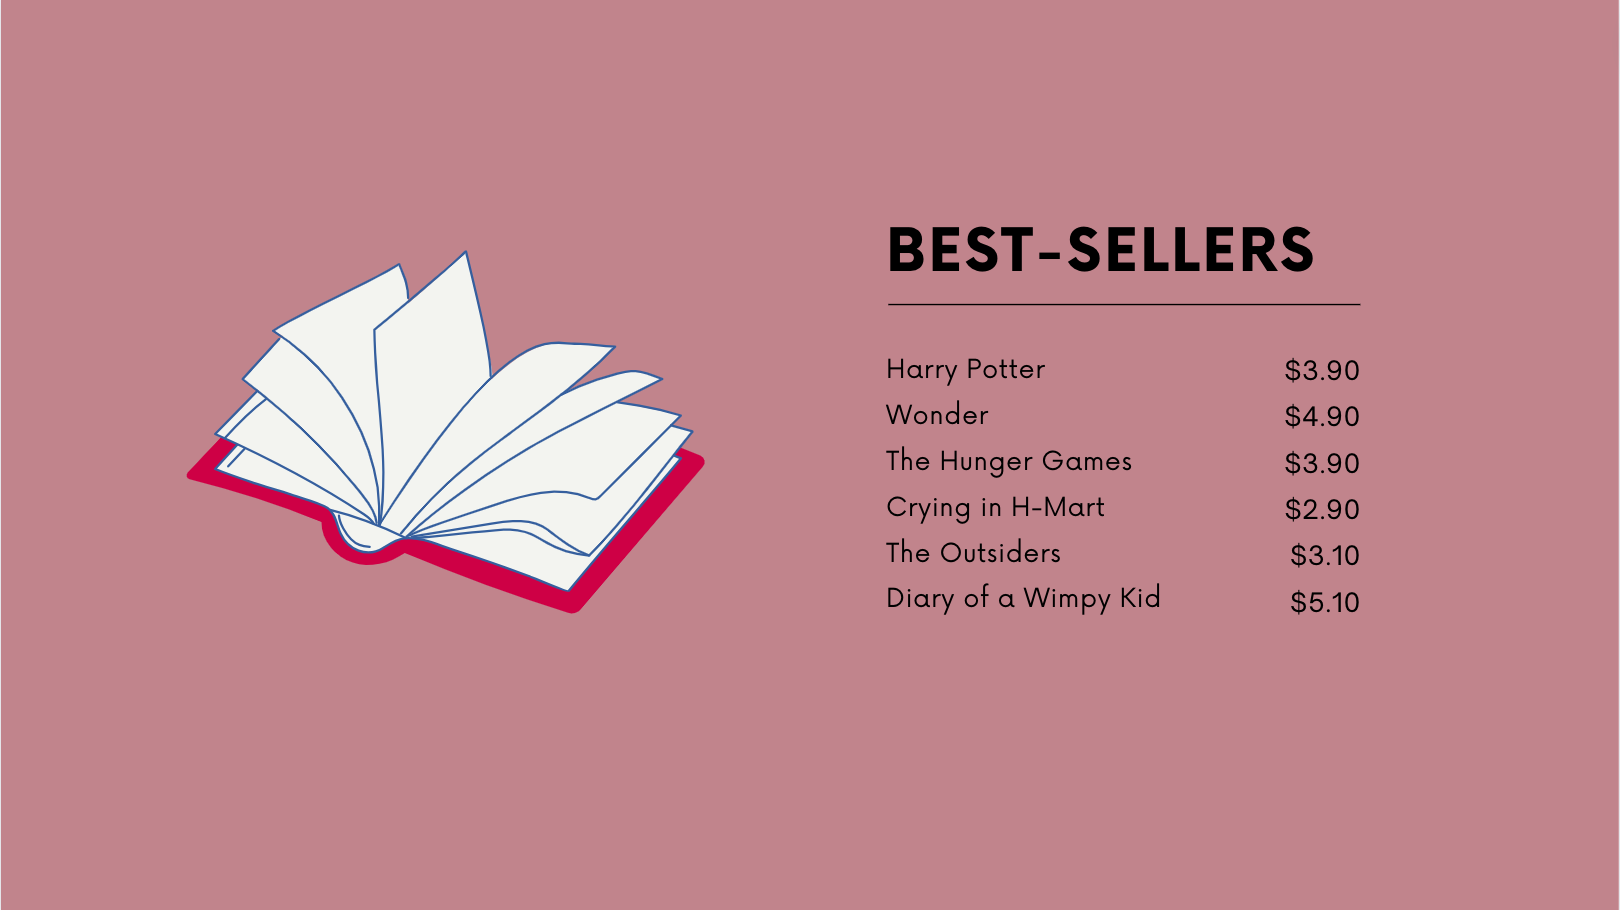 BEST-SELLERS
Harry Potter $3.90
Wonder $4.90
The Hunger Games $3.90
Crying in H-Mart $2.90
The Outsiders $3.10
Diary of a Wimpy Kid $5.10